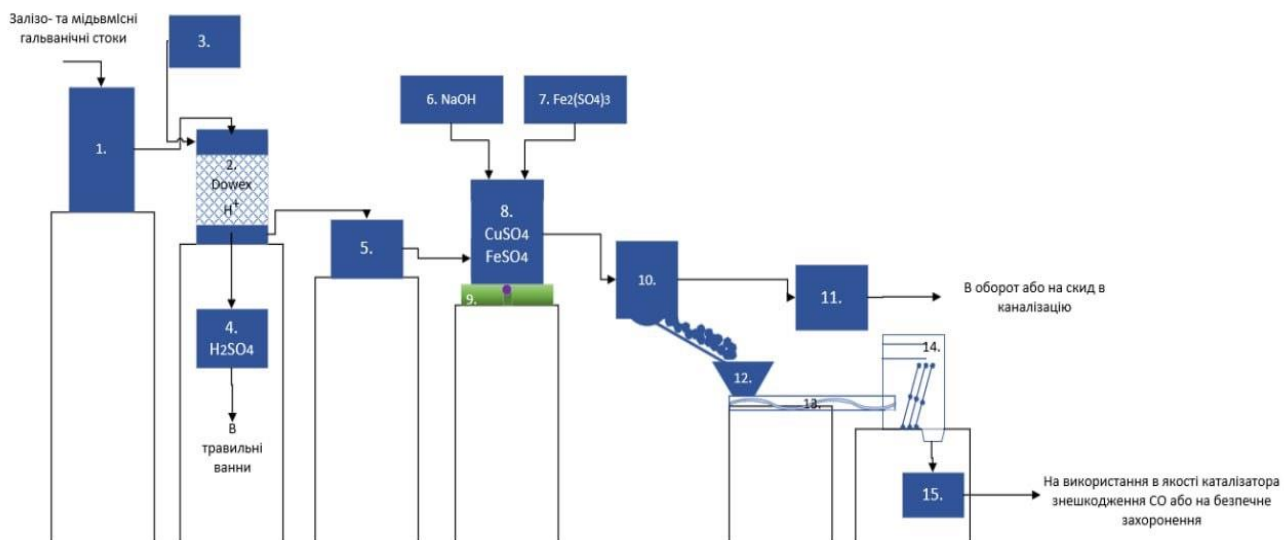 Залізо- та мідьвмісні
гальванічні стоки
3.
1.
2.
Dowex
H+
4.
H2SO4
В
травильні
ванни
5.
6. NaOH
7. Fe2(SO4)3
8.
CuSO4
FeSO4
9.
10.
11.
В оборот або на скид в
каналізацію
12.
13.
14.
15.
На використання в якості каталізатора
знешкодження СО або на безпечне
захоронення